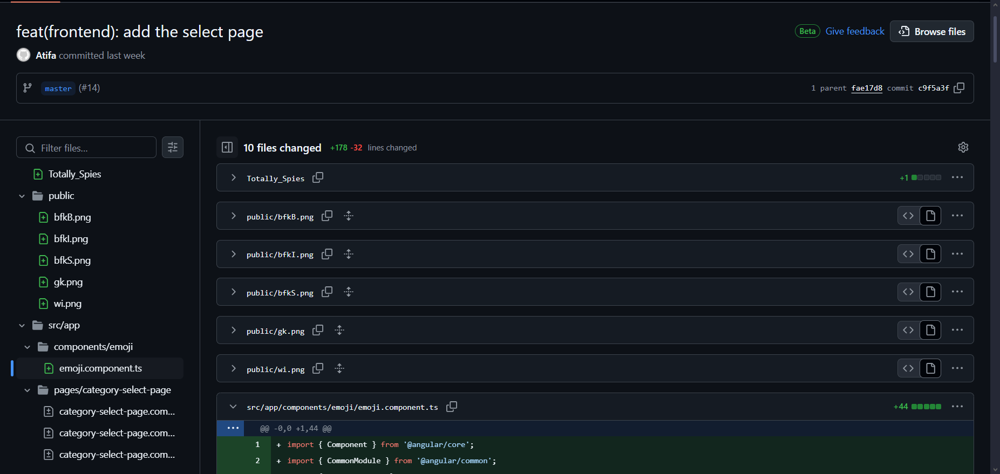 feat(frontend): add the select page
Beta Give feedback Browse files
Atifa committed last week
master (#14)
1 parent fae17d8 commit c9f5a3f
Filter files...
Totally_Spies
public
bfkB.png
bfkI.png
bfkS.png
gk.png
wi.png
src/app
components/emoji
emoji.component.ts
pages/category-select-page
category-select-page.com...
category-select-page.com...
category-select-page.com...
10 files changed +178 -32 lines changed
Totally_Spies +1
public/bfkB.png
public/bfkI.png
public/bfkS.png
public/gk.png
public/wi.png
src/app/components/emoji/emoji.component.ts +44
@@ -0,0 +1,44 @@
1 + import { Component } from '@angular/core';
2 + import { CommonModule } from '@angular/common';